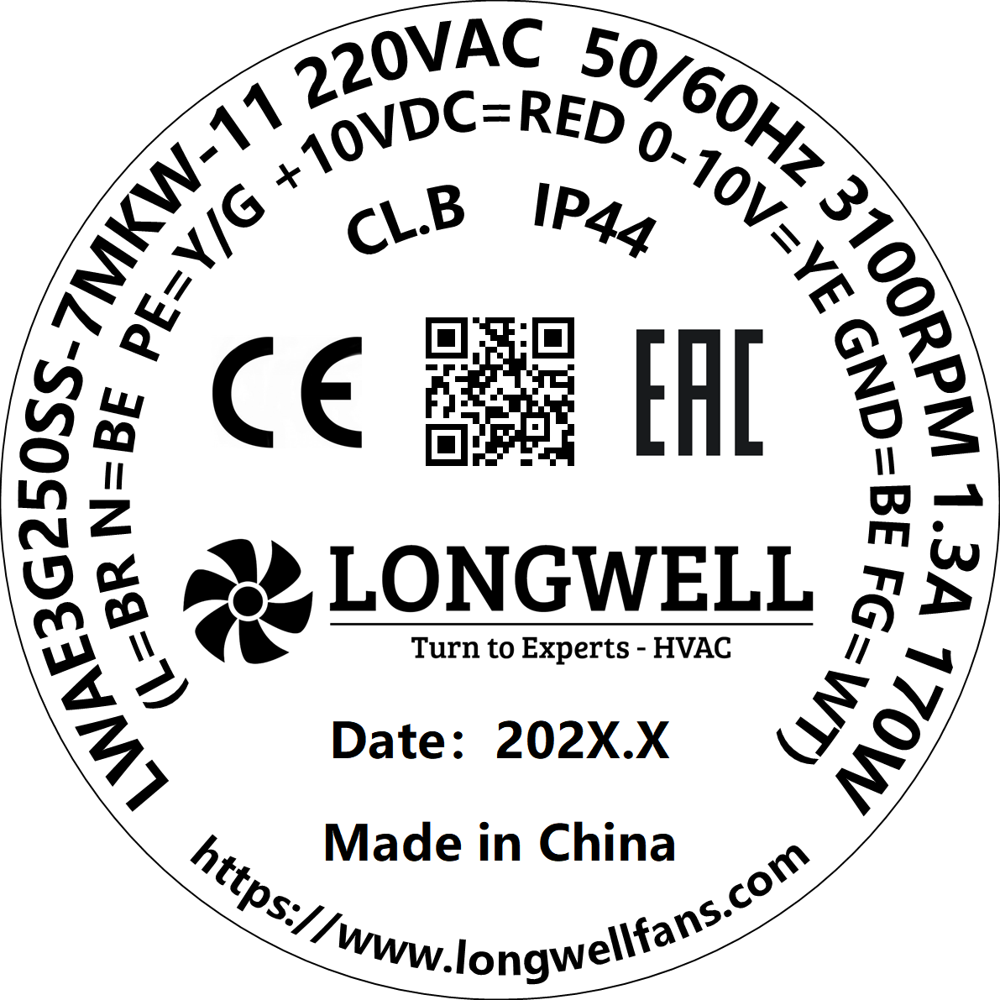 LWAE3G250SS-7MKW-11 220VAC 50/60Hz 3100RPM 1.3A 170W
(L=BR N=BE PE=Y/G +10VDC=RED 0-10V=YE GND=BE FG=WT)
CL.B IP44
CE EAC
LONGWELL
Turn to Experts - HVAC
Date：202X.X
Made in China
https://www.longwellfans.com